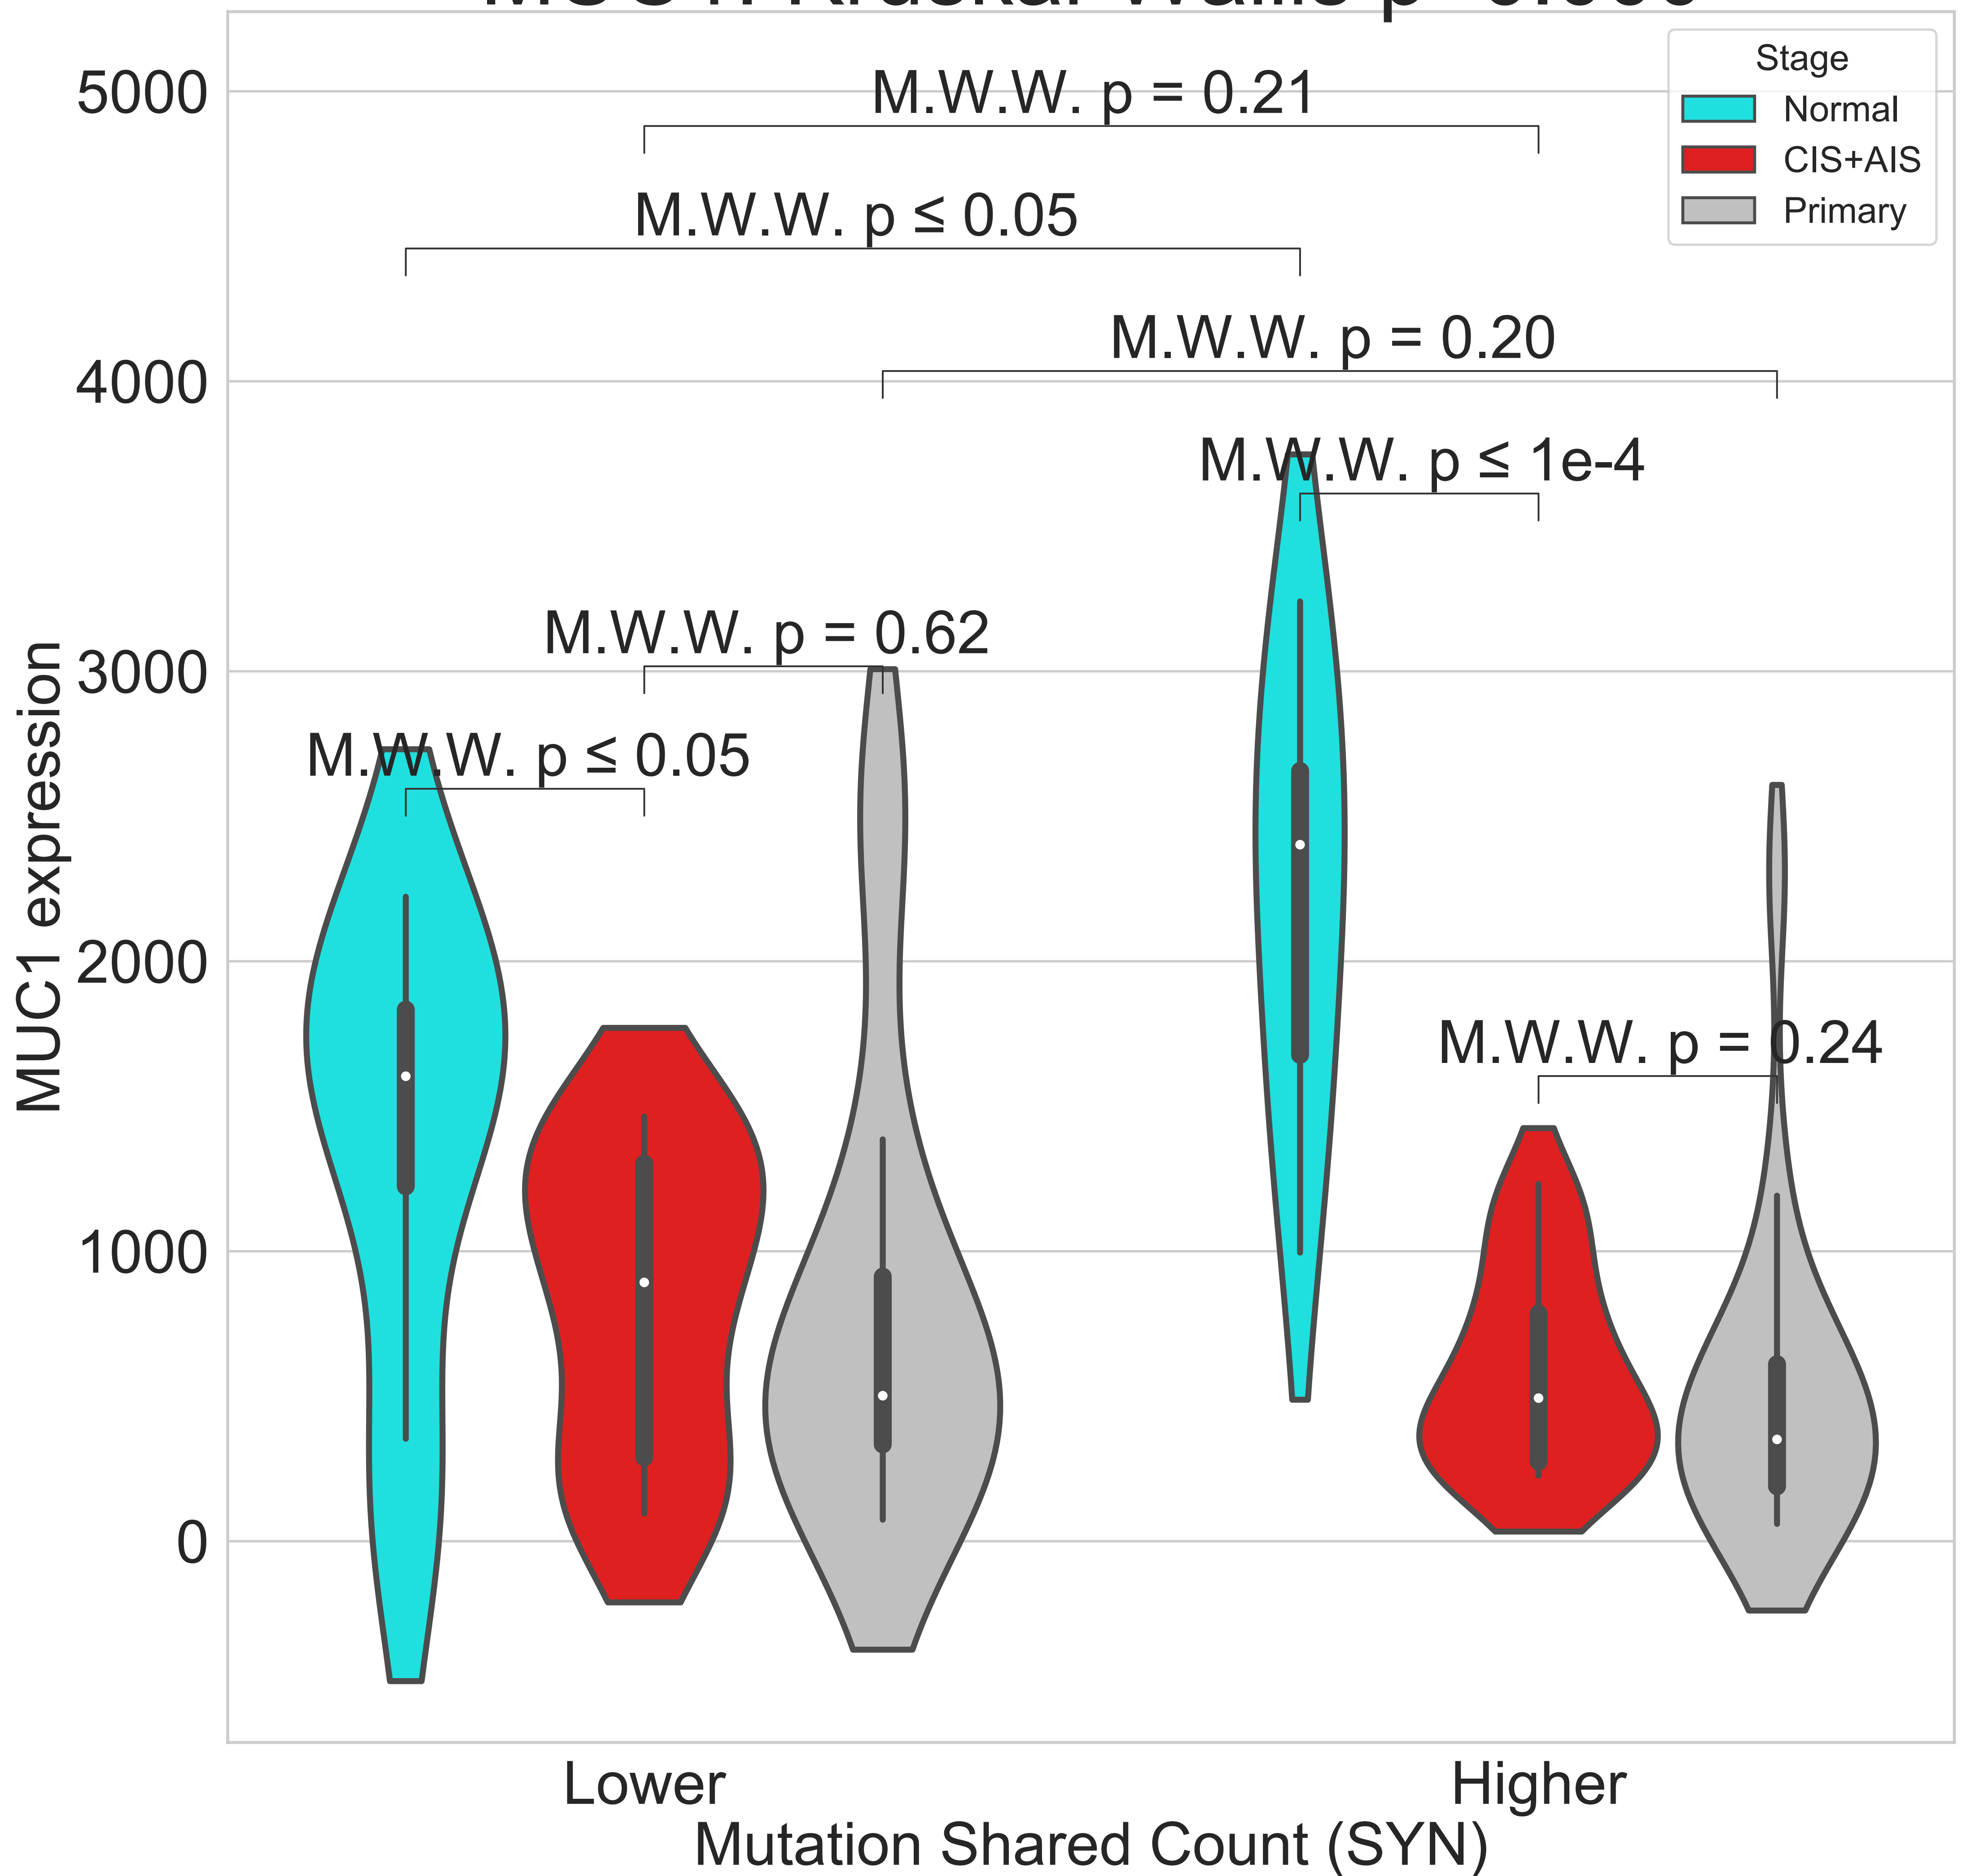 5000
4000
3000
2000
1000
0
MUC1 expression
M.W.W. p = 0.21
M.W.W. p ≤ 0.05
M.W.W. p = 0.20
M.W.W. p ≤ 1e-4
M.W.W. p = 0.62
M.W.W. p ≤ 0.05
M.W.W. p = 0.24
Stage
Normal
CIS+AIS
Primary
Lower
Higher
Mutation Shared Count (SYN)